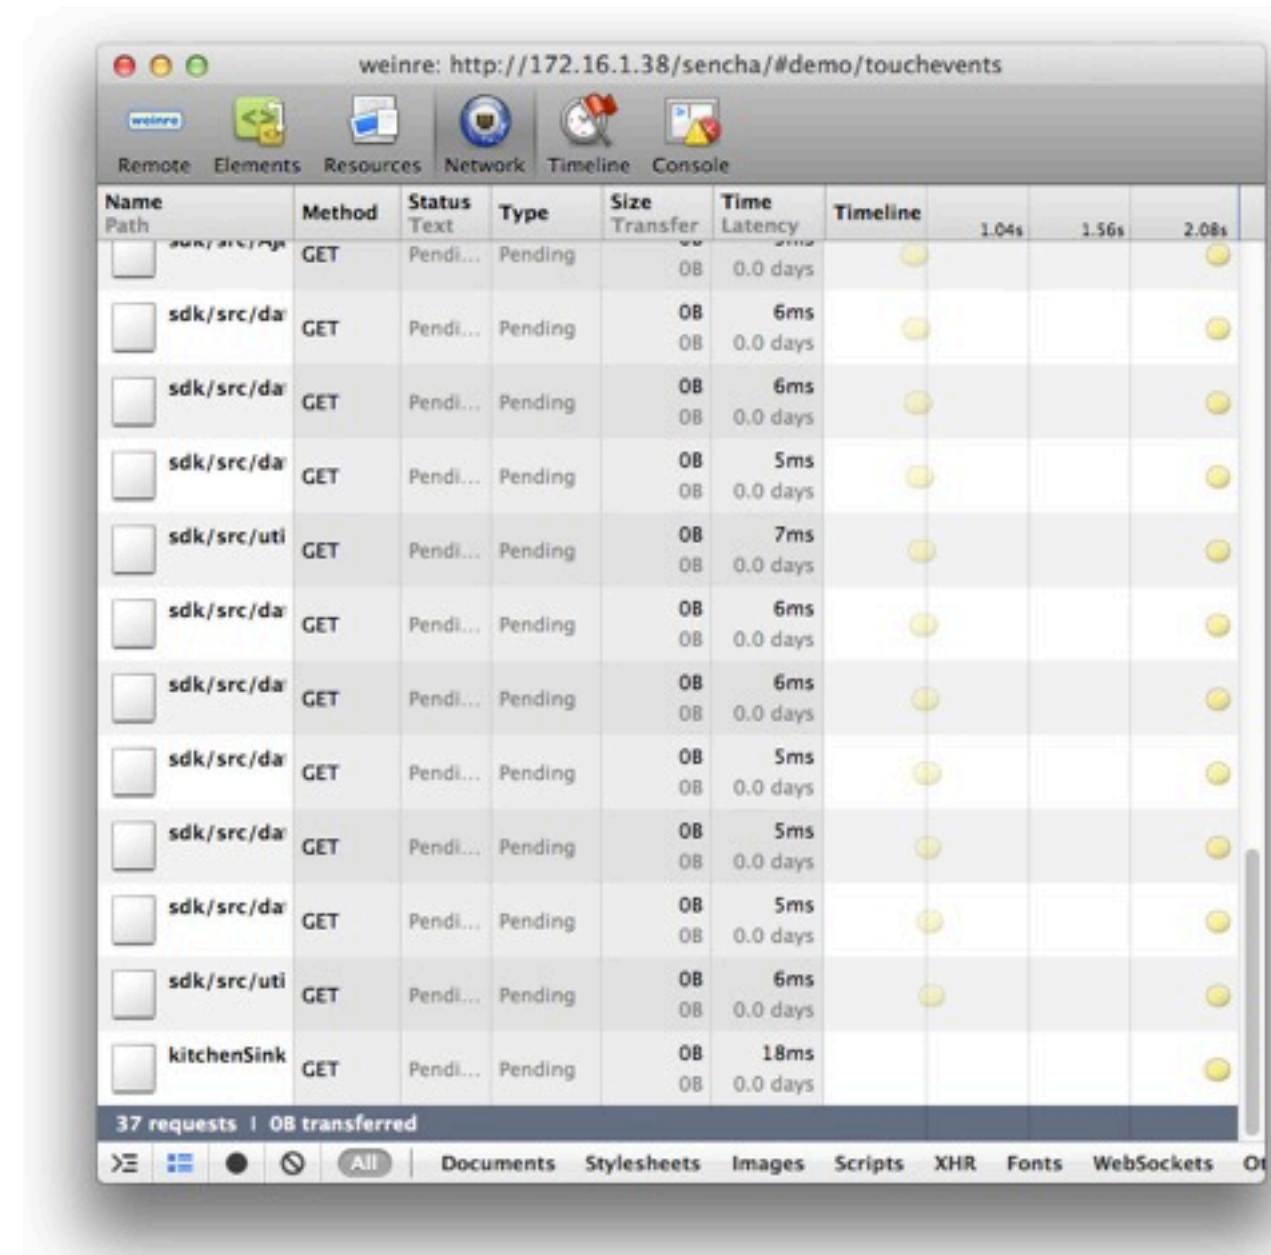 weinre: http://172.16.1.38/sencha/#demo/touchevents
weinre
Remote Elements Resources Network Timeline Console
Name Method Status Type Size Time Timeline
Path Text Transfer Latency 1.04s 1.56s 2.08s
GET Pendi... Pending
0B 0.0 days
sdk/src/da GET Pendi... Pending 0B 6ms
0B 0.0 days
sdk/src/da GET Pendi... Pending 0B 6ms
0B 0.0 days
sdk/src/da GET Pendi... Pending 0B 5ms
0B 0.0 days
sdk/src/uti GET Pendi... Pending 0B 7ms
0B 0.0 days
sdk/src/da GET Pendi... Pending 0B 6ms
0B 0.0 days
sdk/src/da GET Pendi... Pending 0B 6ms
0B 0.0 days
sdk/src/da GET Pendi... Pending 0B 5ms
0B 0.0 days
sdk/src/da GET Pendi... Pending 0B 5ms
0B 0.0 days
sdk/src/da GET Pendi... Pending 0B 5ms
0B 0.0 days
sdk/src/uti GET Pendi... Pending 0B 6ms
0B 0.0 days
kitchenSink GET Pendi... Pending 0B 18ms
0B 0.0 days
37 requests | 0B transferred
All Documents Stylesheets Images Scripts XHR Fonts WebSockets Ot